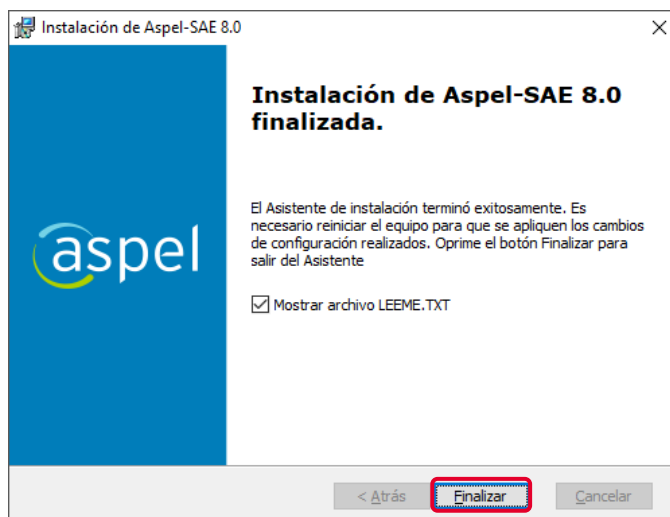 Instalación de Aspel-SAE 8.0
Instalación de Aspel-SAE 8.0
finalizada.
El Asistente de instalación terminó exitosamente. Es
necesario reiniciar el equipo para que se apliquen los cambios
de configuración realizados. Oprime el botón Finalizar para
salir del Asistente
aspel
Mostrar archivo LEEME.TXT
< Atrás
Finalizar
Cancelar